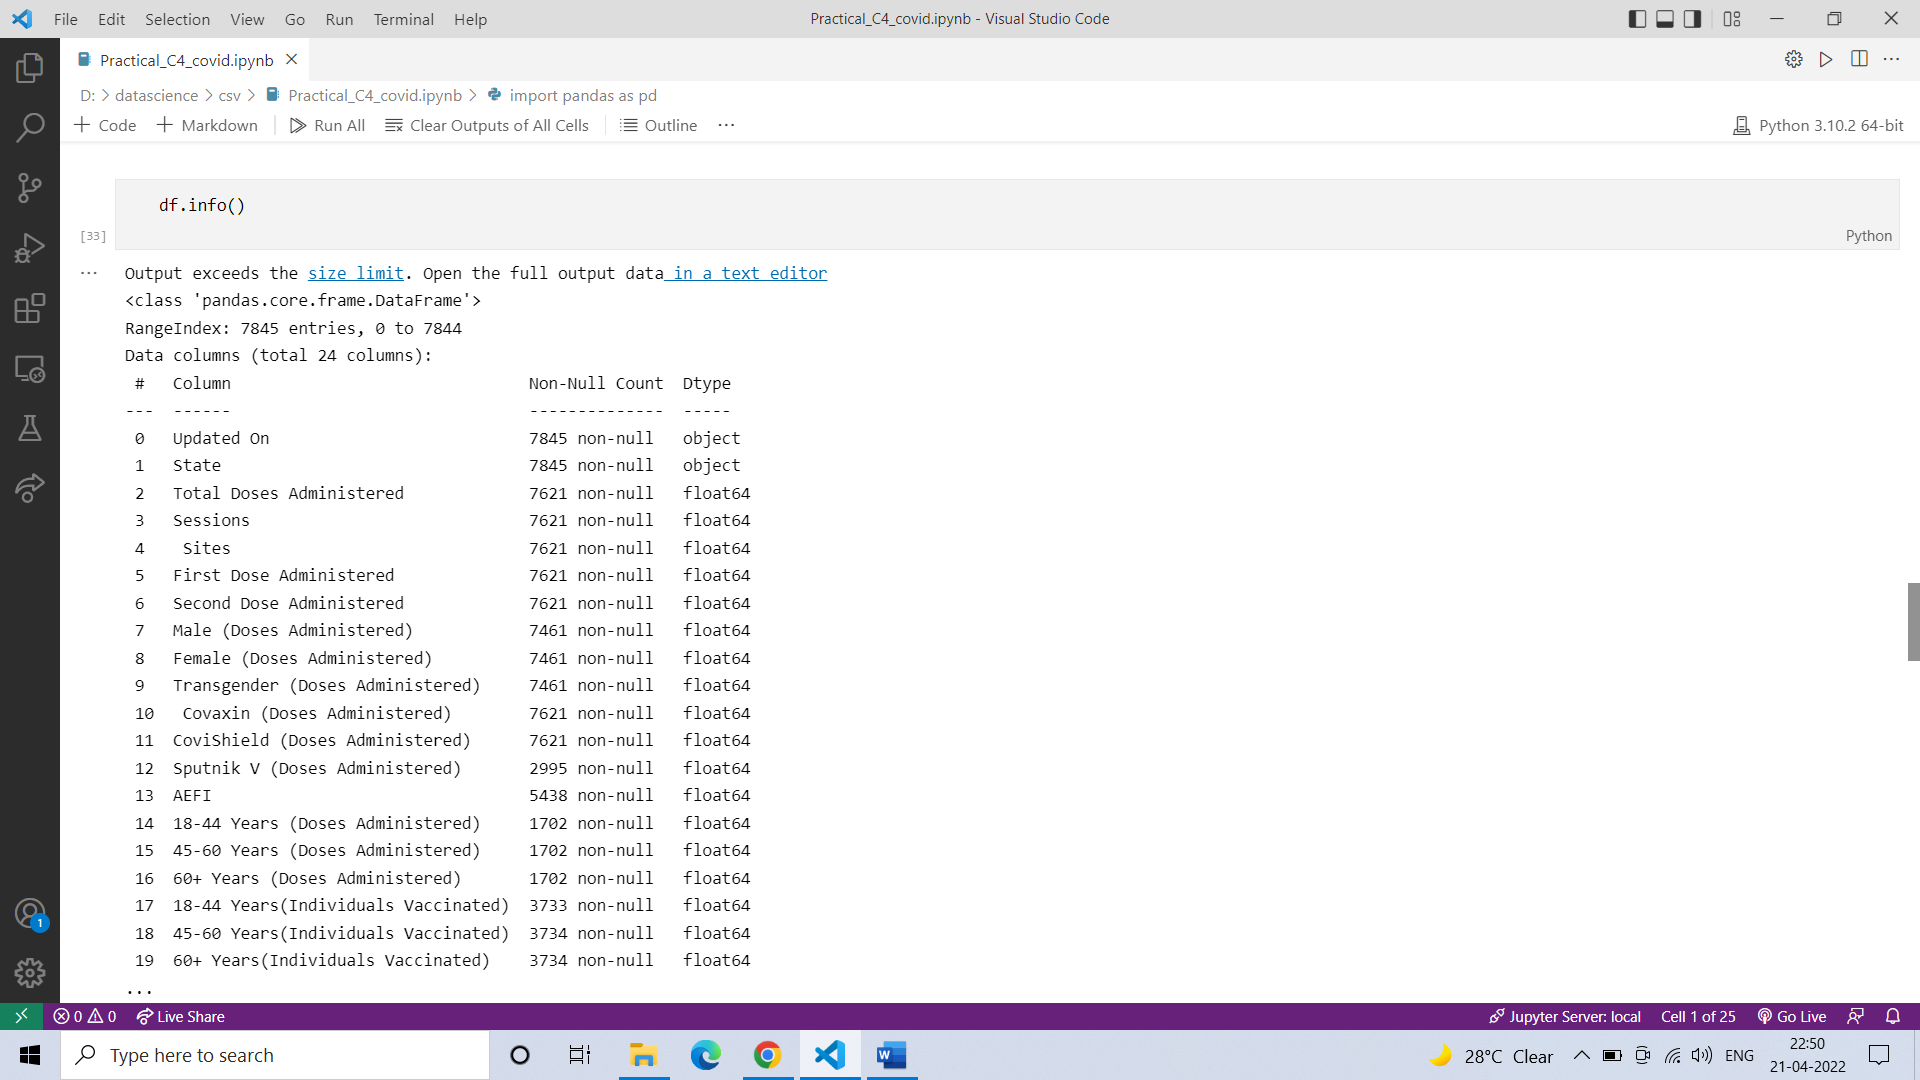 File Edit Selection View Go Run Terminal Help
Practical_C4_covid.ipynb - Visual Studio Code
Practical_C4_covid.ipynb
D: > datascience > csv > Practical_C4_covid.ipynb > import pandas as pd
+ Code + Markdown Run All Clear Outputs of All Cells Outline ...
Python 3.10.2 64-bit
df.info()
[33]
Python
... Output exceeds the size limit. Open the full output data in a text editor
<class 'pandas.core.frame.DataFrame'>
RangeIndex: 7845 entries, 0 to 7844
Data columns (total 24 columns):
 #   Column                               Non-Null Count  Dtype
---  ------                               --------------  -----
 0   Updated On                           7845 non-null   object
 1   State                                7845 non-null   object
 2   Total Doses Administered             7621 non-null   float64
 3   Sessions                             7621 non-null   float64
 4    Sites                               7621 non-null   float64
 5   First Dose Administered              7621 non-null   float64
 6   Second Dose Administered             7621 non-null   float64
 7   Male (Doses Administered)            7461 non-null   float64
 8   Female (Doses Administered)          7461 non-null   float64
 9   Transgender (Doses Administered)     7461 non-null   float64
 10   Covaxin (Doses Administered)        7621 non-null   float64
 11  CoviShield (Doses Administered)      7621 non-null   float64
 12  Sputnik V (Doses Administered)       2995 non-null   float64
 13  AEFI                                 5438 non-null   float64
 14  18-44 Years (Doses Administered)     1702 non-null   float64
 15  45-60 Years (Doses Administered)     1702 non-null   float64
 16  60+ Years (Doses Administered)       1702 non-null   float64
 17  18-44 Years(Individuals Vaccinated)  3733 non-null   float64
 18  45-60 Years(Individuals Vaccinated)  3734 non-null   float64
 19  60+ Years(Individuals Vaccinated)    3734 non-null   float64
...
1
0 0 Live Share
Jupyter Server: local Cell 1 of 25 Go Live
Type here to search
28°C Clear
ENG
22:50
21-04-2022